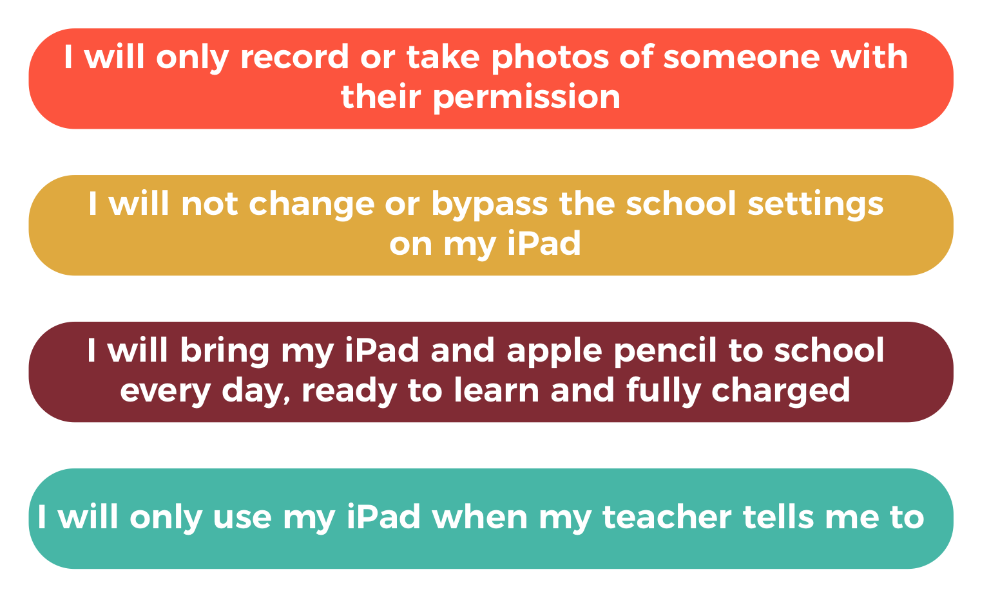 I will only record or take photos of someone with
their permission
I will not change or bypass the school settings
on my iPad
I will bring my iPad and apple pencil to school
every day, ready to learn and fully charged
I will only use my iPad when my teacher tells me to